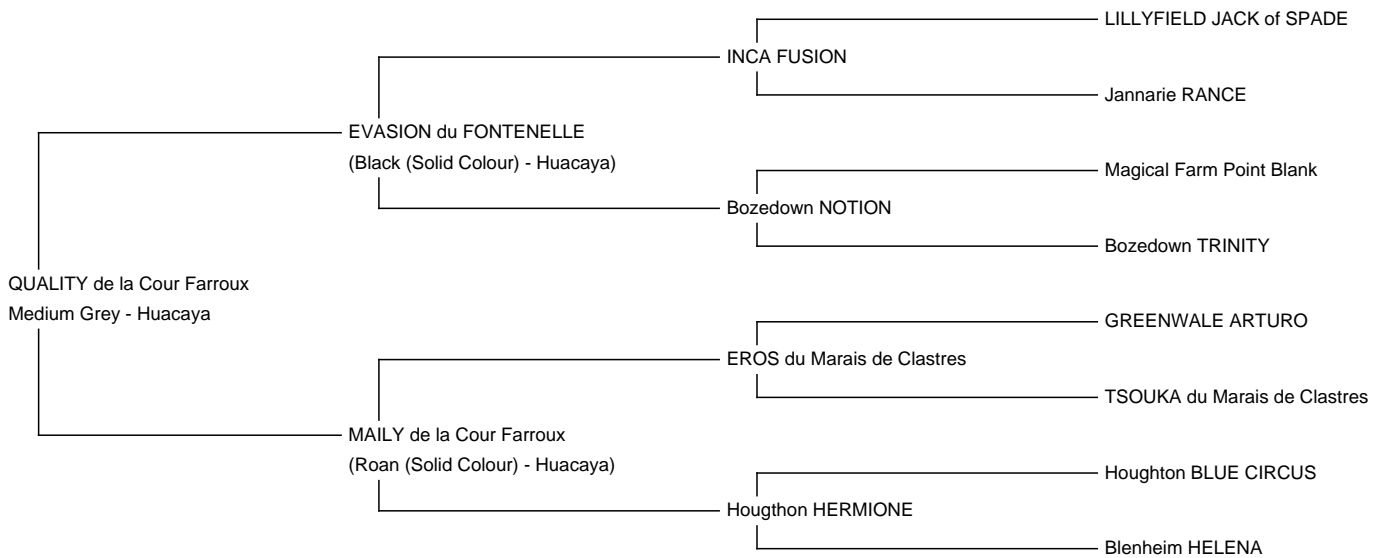 LILLYFIELD JACK of SPADE
INCA FUSION
Jannarie RANCE
EVASION du FONTENELLE
(Black (Solid Colour) - Huacaya)
Magical Farm Point Blank
Bozedown NOTION
Bozedown TRINITY
QUALITY de la Cour Farroux
Medium Grey - Huacaya
GREENWALE ARTURO
EROS du Marais de Clastres
TSOUKA du Marais de Clastres
MAILY de la Cour Farroux
(Roan (Solid Colour) - Huacaya)
Houghton BLUE CIRCUS
Hougthon HERMIONE
Blenheim HELENA